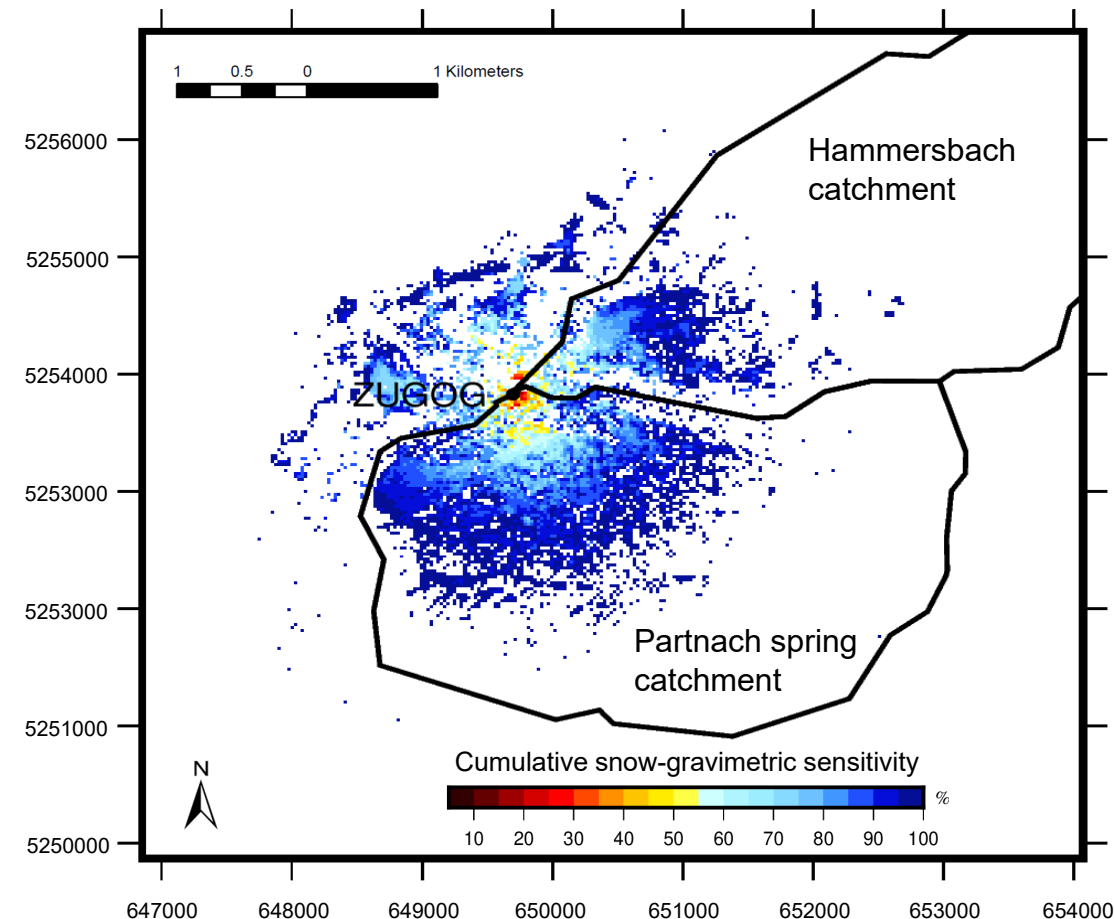 1 0.5 0 1 Kilometers
Hammersbach
catchment
5256000
5255000
5254000
5253000
5253000
5251000
5250000
ZUGOG
Partnach spring
catchment
Cumulative snow-gravimetric sensitivity
%
10 20 30 40 50 60 70 80 90 100
N
647000 648000 649000 650000 651000 652000 653000 654000